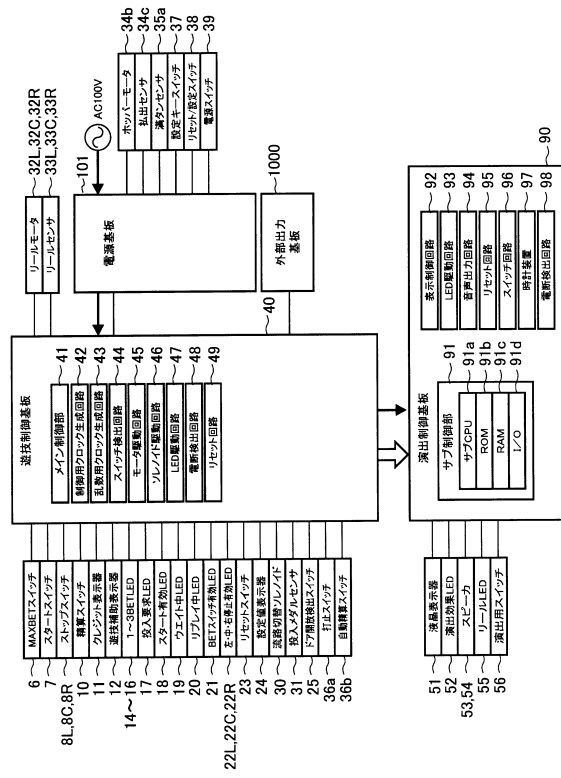 32L,32C,32R
33L,33C,33R
リールモータ
リールセンサ
AC100V
101
電源基板
ホッパーモータ 34b
払出センサ 34c
満タンセンサ 35a
設定キースイッチ 37
リセット/設定スイッチ 38
電源スイッチ 39
1000
外部出力
基板
40
遊技制御基板
メイン制御部 41
制御用クロック生成回路 42
乱数用クロック生成回路 43
スイッチ検出回路 44
モータ駆動回路 45
ソレノイド駆動回路 46
LED駆動回路 47
電断検出回路 48
リセット回路 49
6 MAXBETスイッチ
7 スタートスイッチ
8L,8C,8R ストップスイッチ
10 精算スイッチ
11 クレジット表示器
12 遊技補助表示器
14～16 1～3BETLED
17 投入要求LED
18 スタート有効LED
19 ウエイト中LED
20 リプレイ中LED
21 BETスイッチ有効LED
22L,22C,22R 左・中・右停止有効LED
23 リセットスイッチ
24 設定値表示器
30 流路切替ソレノイド
31 投入メダルセンサ
25 ドア開放検出スイッチ
36a 打止スイッチ
36b 自動精算スイッチ
90
演出制御基板
91
サブ制御部
サブCPU 91a
ROM 91b
RAM 91c
I/O 91d
表示制御回路 92
LED駆動回路 93
音声出力回路 94
リセット回路 95
スイッチ回路 96
時計装置 97
電断検出回路 98
51 液晶表示器
52 演出効果LED
53,54 スピーカ
55 リールLED
56 演出用スイッチ